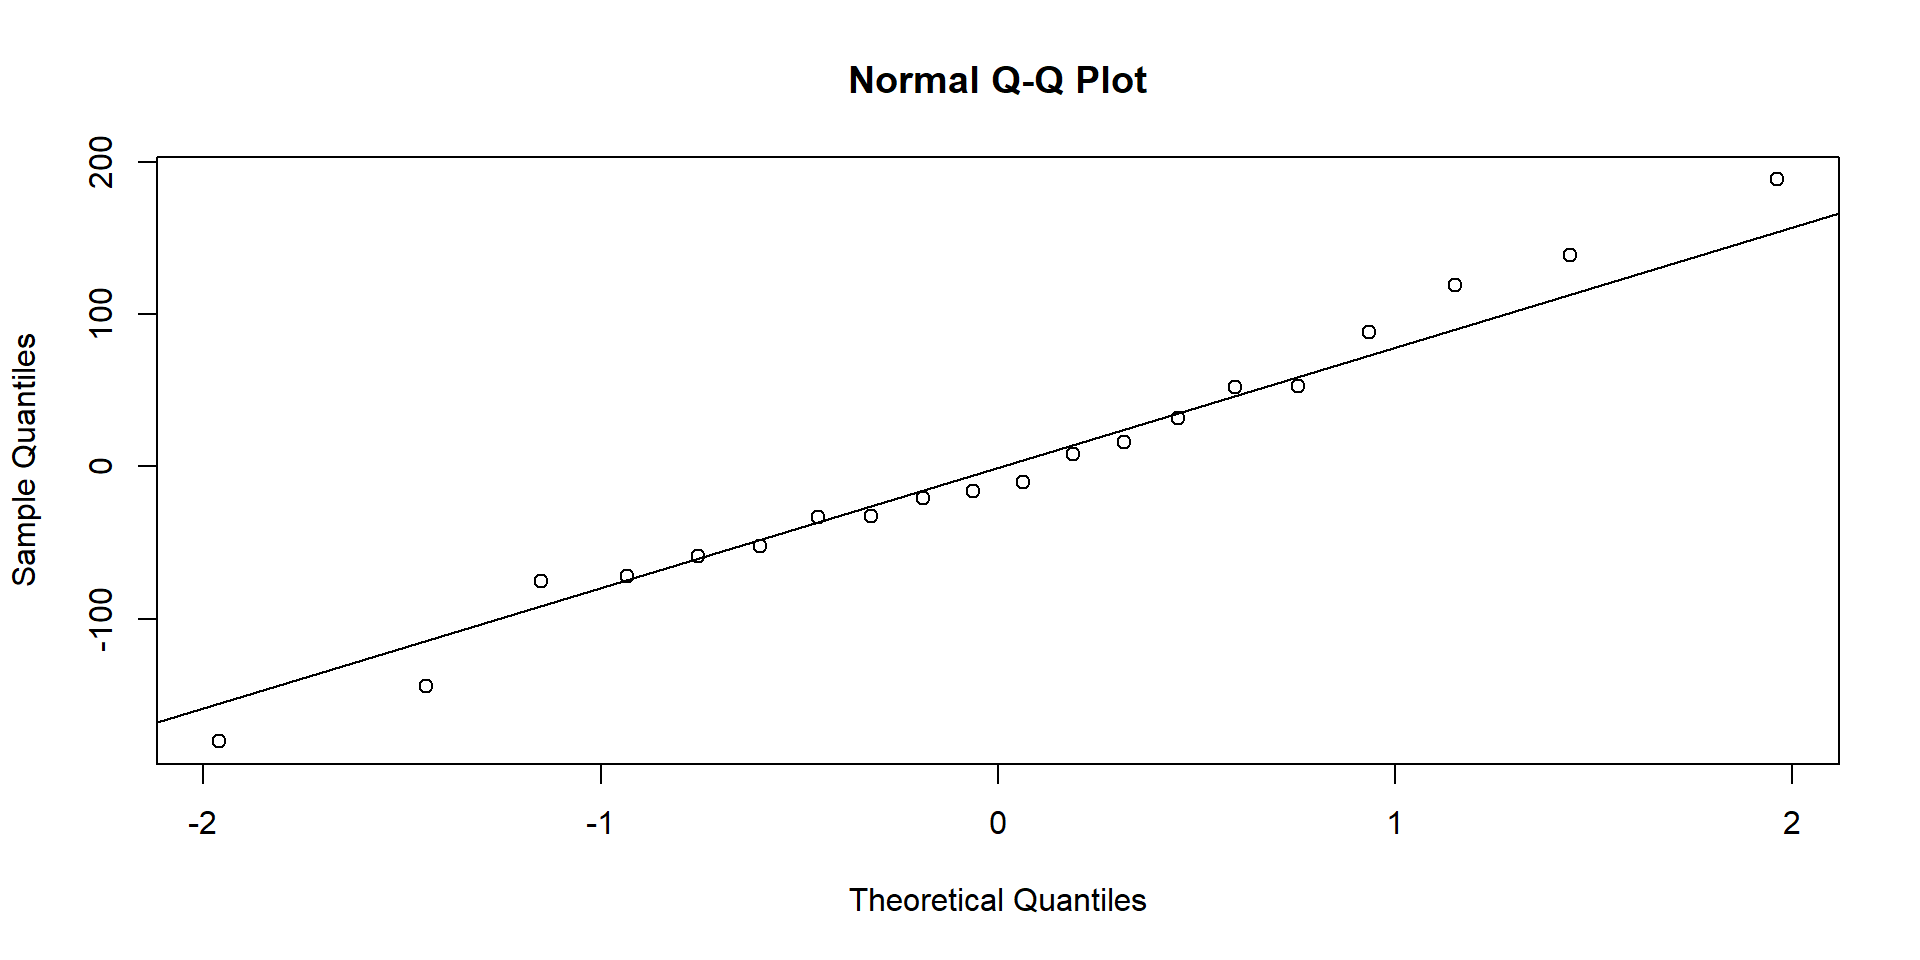 Normal Q-Q Plot
Sample Quantiles
200
100
0
-100
-2 -1 0 1 2
Theoretical Quantiles